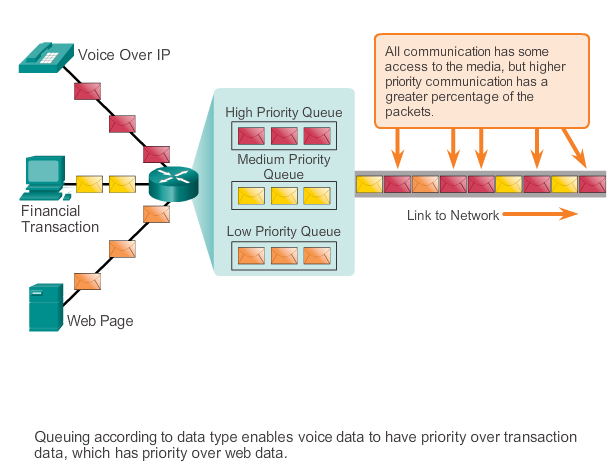 Voice Over IP
All communication has some
access to the media, but higher
priority communication has a
greater percentage of the
packets.
High Priority Queue
Medium Priority
Queue
Financial
Transaction
Link to Network
Low Priority Queue
Web Page
Queuing according to data type enables voice data to have priority over transaction
data, which has priority over web data.